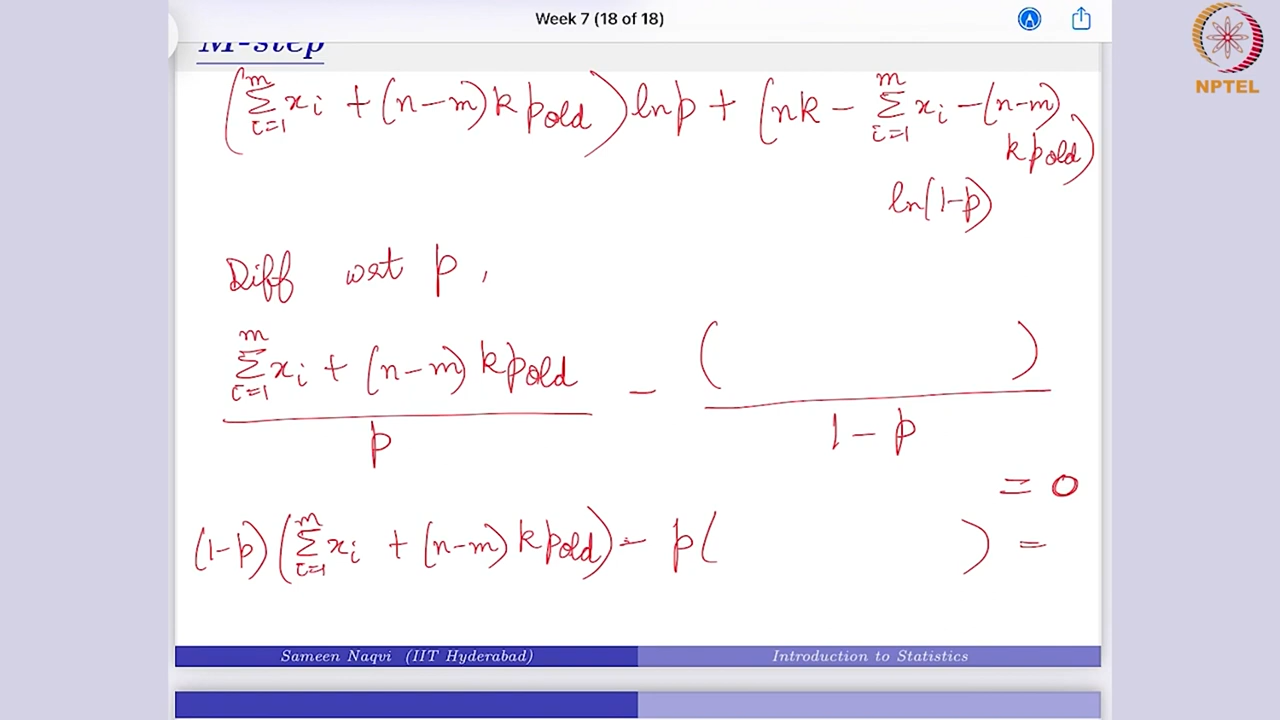 Week 7 (18 of 18)
NPTEL
M-step
(∑_{i=1}^{m} x_i + (n-m) k p_old) ln p + (nk - ∑_{i=1}^{m} x_i - (n-m)
k p_old)
ln(1-p)
Diff wrt p,
∑_{i=1}^{m} x_i + (n-m) k p_old / p - ( ) / 1-p
= 0
(1-p)(∑_{i=1}^{m} x_i + (n-m) k p_old) - p( ) =
Sameen Naqvi (IIT Hyderabad) Introduction to Statistics